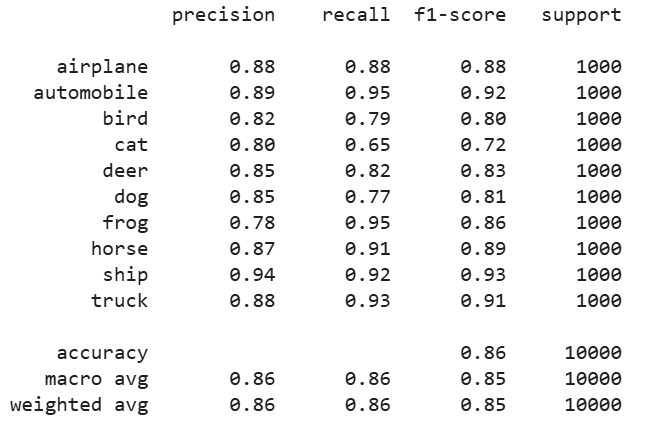 precision recall f1-score support
airplane 0.88 0.88 0.88 1000
automobile 0.89 0.95 0.92 1000
bird 0.82 0.79 0.80 1000
cat 0.80 0.65 0.72 1000
deer 0.85 0.82 0.83 1000
dog 0.85 0.77 0.81 1000
frog 0.78 0.95 0.86 1000
horse 0.87 0.91 0.89 1000
ship 0.94 0.92 0.93 1000
truck 0.88 0.93 0.91 1000
accuracy 0.86 10000
macro avg 0.86 0.86 0.85 10000
weighted avg 0.86 0.86 0.85 10000